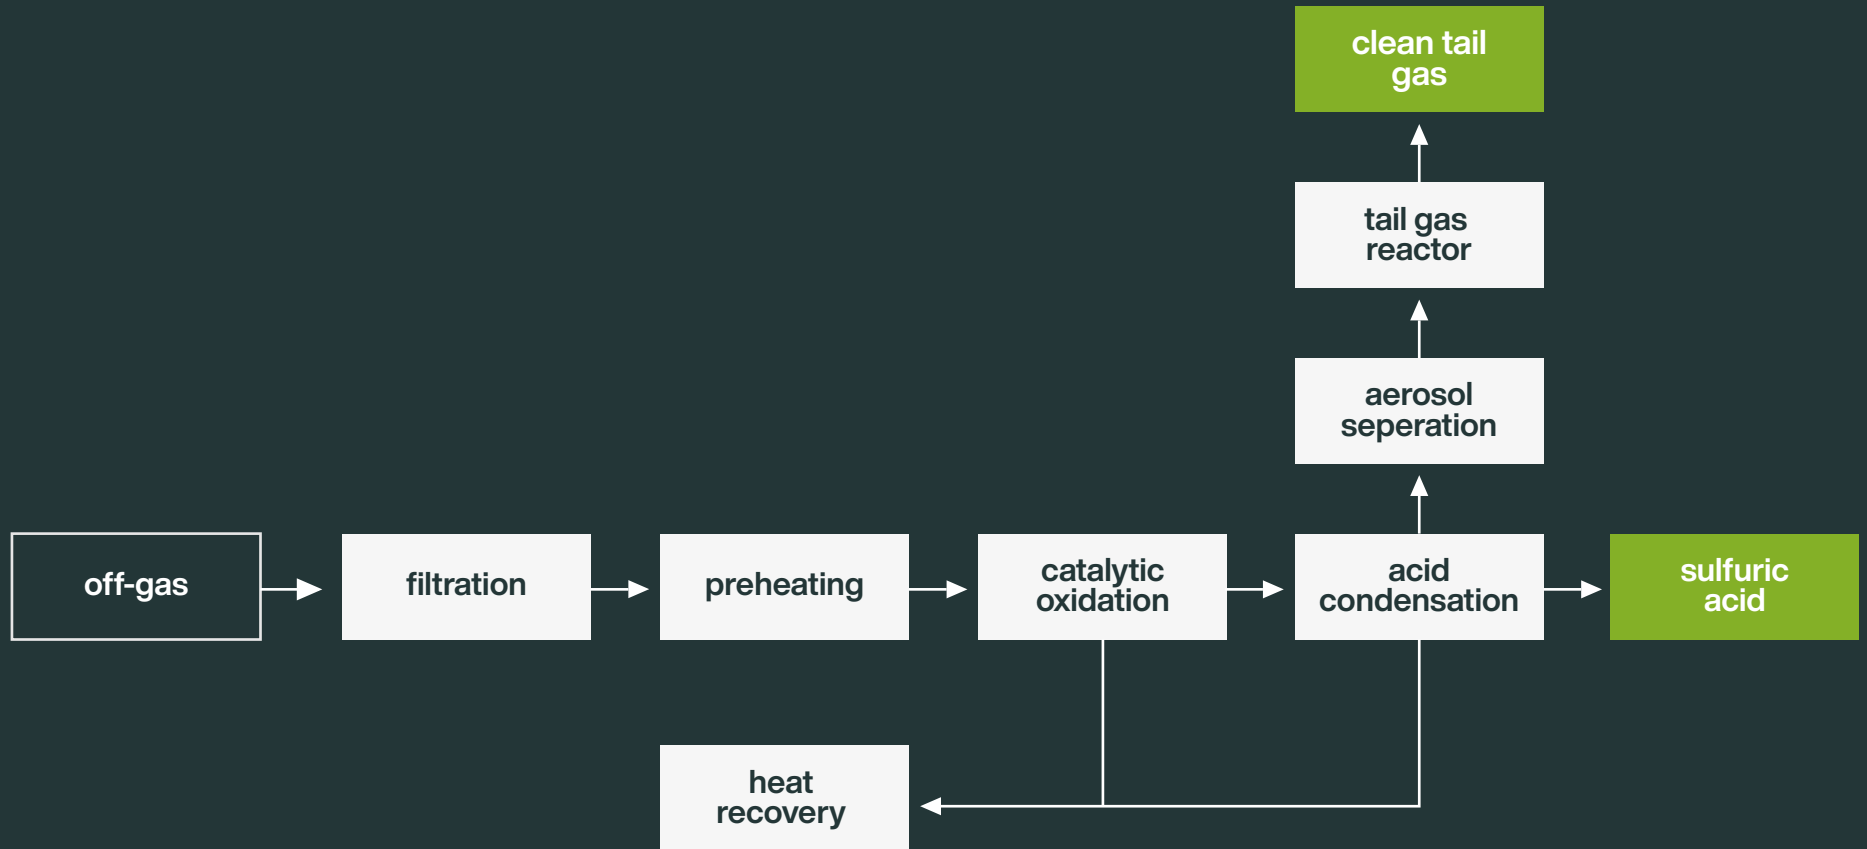 clean tail
gas
tail gas
reactor
aerosol
seperation
off-gas
filtration
preheating
catalytic
oxidation
acid
condensation
sulfuric
acid
heat
recovery